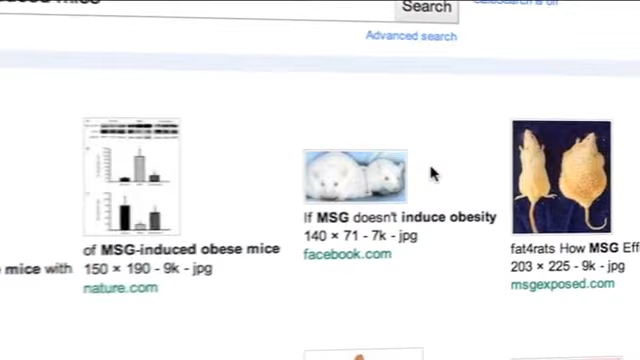 Search
Advanced search
of MSG-induced obese mice
150 × 190 - 9k - jpg
nature.com
e mice with
If MSG doesn't induce obesity
140 × 71 - 7k - jpg
facebook.com
fat4rats How MSG Eff
203 × 225 - 9k - jpg
msgexposed.com